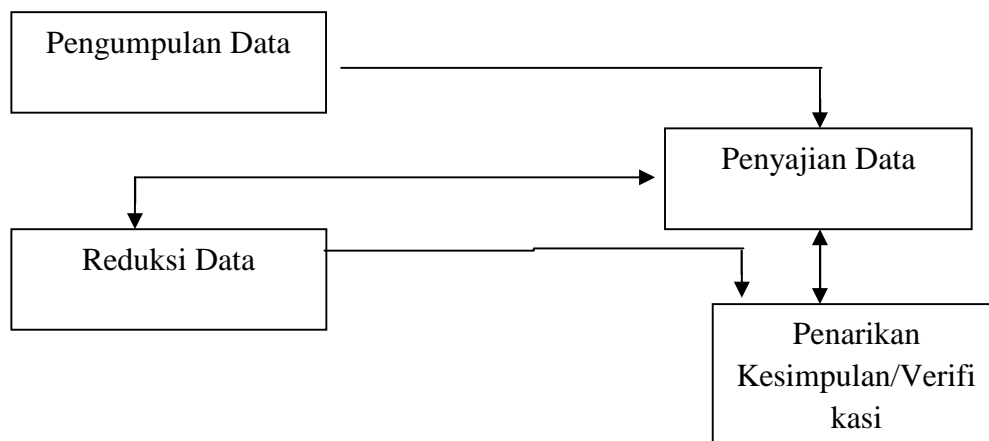 Pengumpulan Data
Penyajian Data
Reduksi Data
Penarikan
Kesimpulan/Verifi
kasi